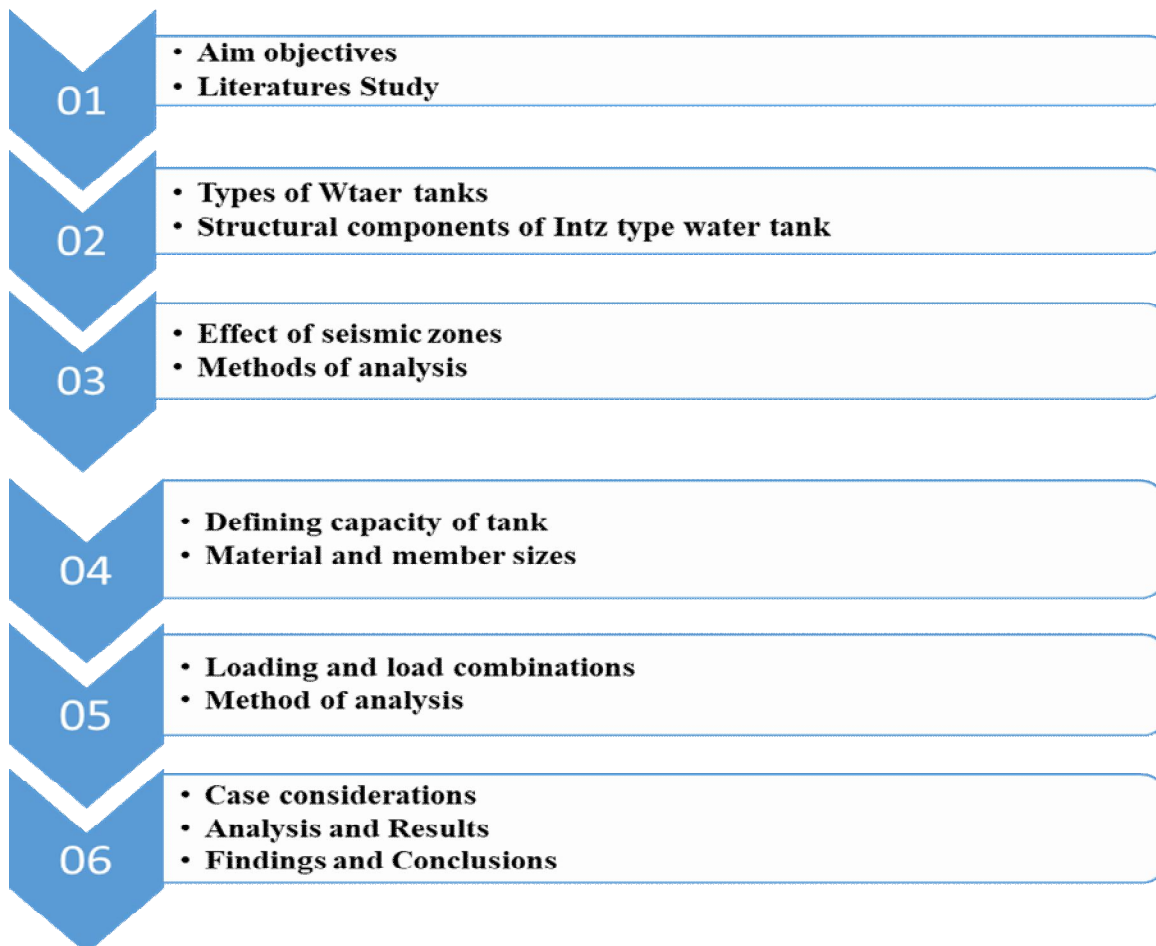 01
• Aim objectives
• Literatures Study
02
• Types of Wtaer tanks
• Structural components of Intz type water tank
03
• Effect of seismic zones
• Methods of analysis
04
• Defining capacity of tank
• Material and member sizes
05
• Loading and load combinations
• Method of analysis
06
• Case considerations
• Analysis and Results
• Findings and Conclusions